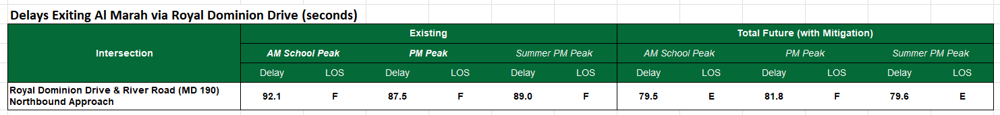 Delays Exiting Al Marah via Royal Dominion Drive (seconds)
Intersection Existing Total Future (with Mitigation)
AM School Peak PM Peak Summer PM Peak AM School Peak PM Peak Summer PM Peak
Delay LOS Delay LOS Delay LOS Delay LOS Delay LOS Delay LOS
Royal Dominion Drive & River Road (MD 190)
Northbound Approach 92.1 F 87.5 F 89.0 F 79.5 E 81.8 F 79.6 E